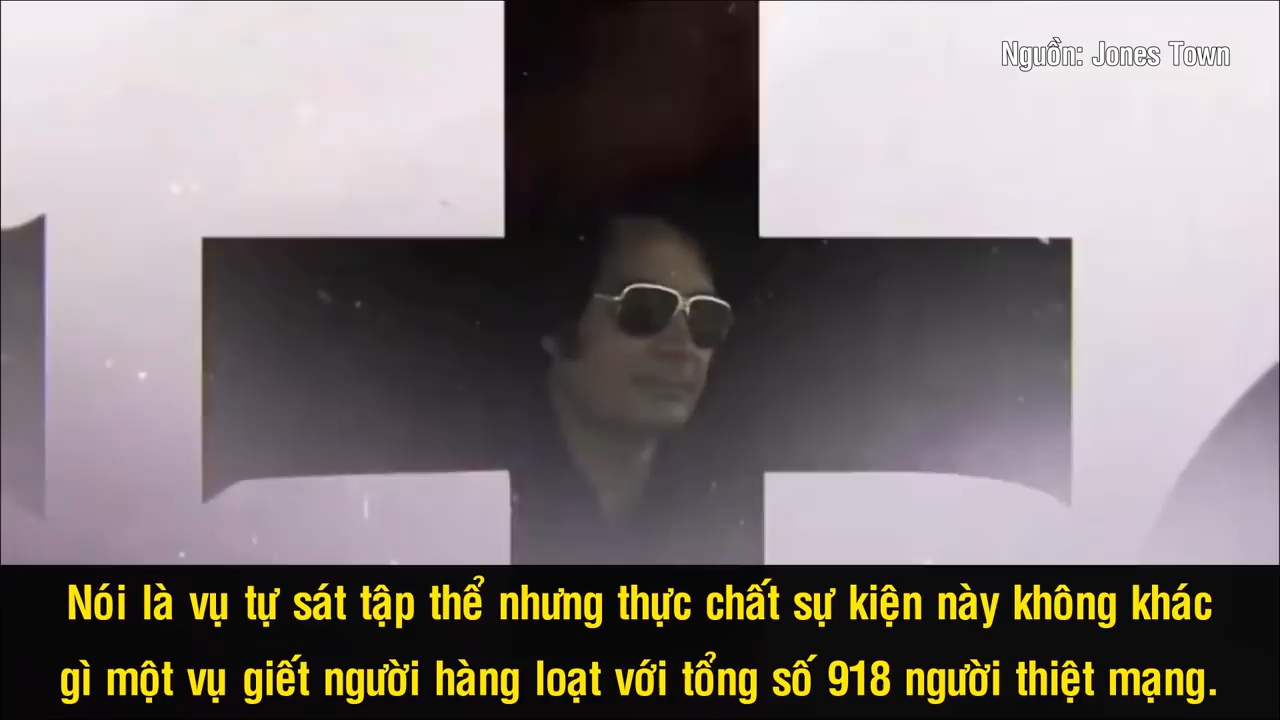 Nguồn: Jones Town
Nói là vụ tự sát tập thể nhưng thực chất sự kiện này không khác
gì một vụ giết người hàng loạt với tổng số 918 người thiệt mạng.